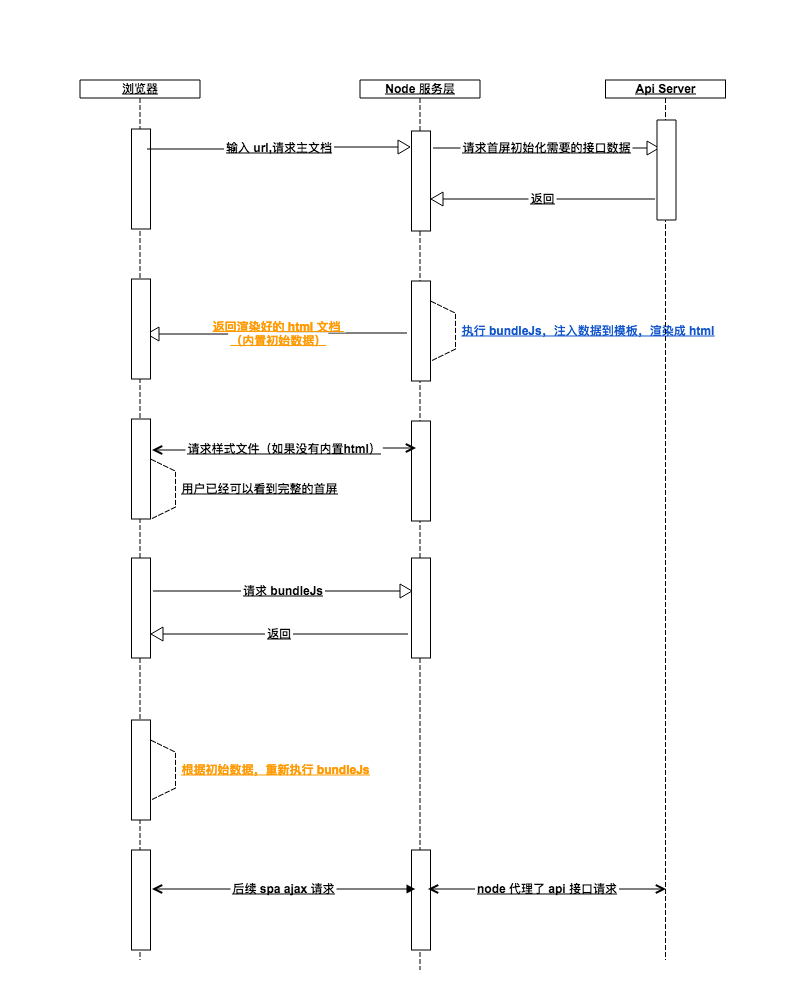 浏览器
Node 服务层
Api Server
输入 url,请求主文档
请求首屏初始化需要的接口数据
返回
返回渲染好的 html 文档
（内置初始数据）
执行 bundleJs，注入数据到模板，渲染成 html
请求样式文件（如果没有内置html）
用户已经可以看到完整的首屏
请求 bundleJs
返回
根据初始数据，重新执行 bundleJs
后续 spa ajax 请求
node 代理了 api 接口请求